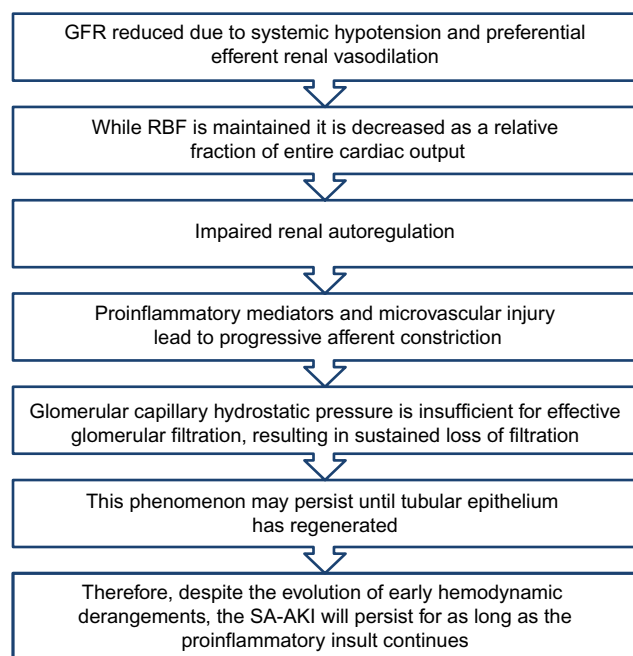 GFR reduced due to systemic hypotension and preferential
efferent renal vasodilation
While RBF is maintained it is decreased as a relative
fraction of entire cardiac output
Impaired renal autoregulation
Proinflammatory mediators and microvascular injury
lead to progressive afferent constriction
Glomerular capillary hydrostatic pressure is insufficient for effective
glomerular filtration, resulting in sustained loss of filtration
This phenomenon may persist until tubular epithelium
has regenerated
Therefore, despite the evolution of early hemodynamic
derangements, the SA-AKI will persist for as long as the
proinflammatory insult continues